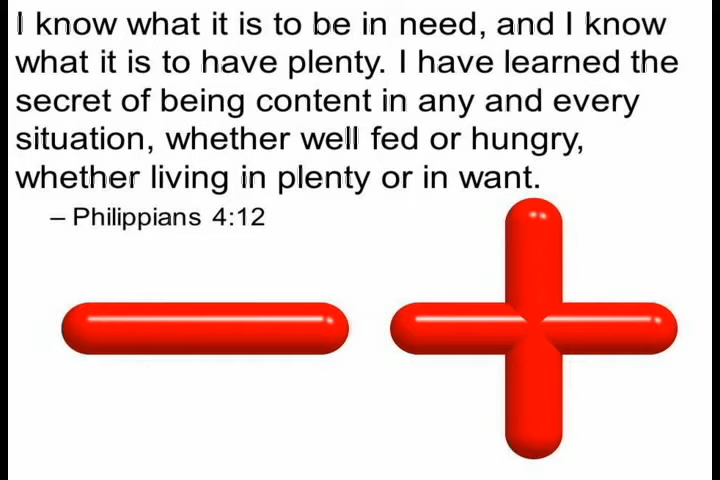 I know what it is to be in need, and I know
what it is to have plenty. I have learned the
secret of being content in any and every
situation, whether well fed or hungry,
whether living in plenty or in want.
– Philippians 4:12